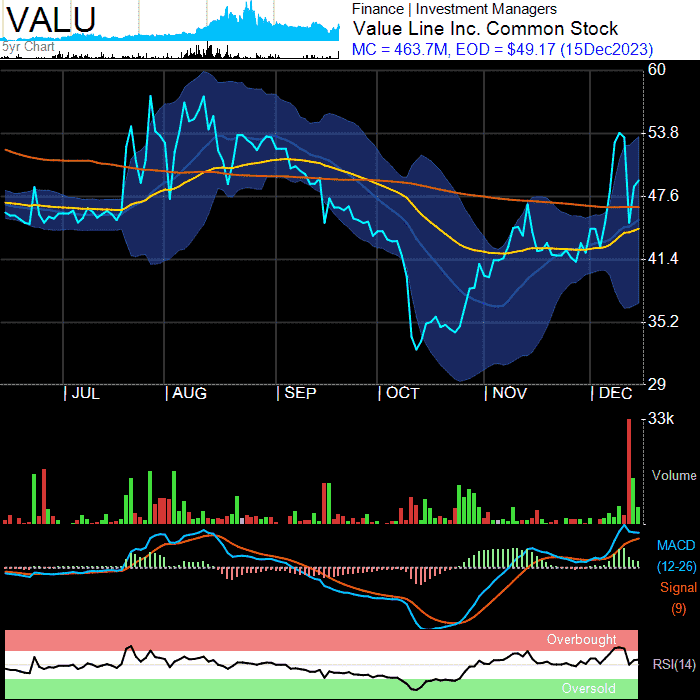 VALU
5yr Chart
Finance | Investment Managers
Value Line Inc. Common Stock
MC = 463.7M, EOD = $49.17 (15Dec2023)
60
53.8
47.6
41.4
35.2
29
| JUL | AUG | SEP | OCT | NOV | DEC
33k
Volume
MACD
(12-26)
Signal
(9)
Overbought
RSI(14)
Oversold